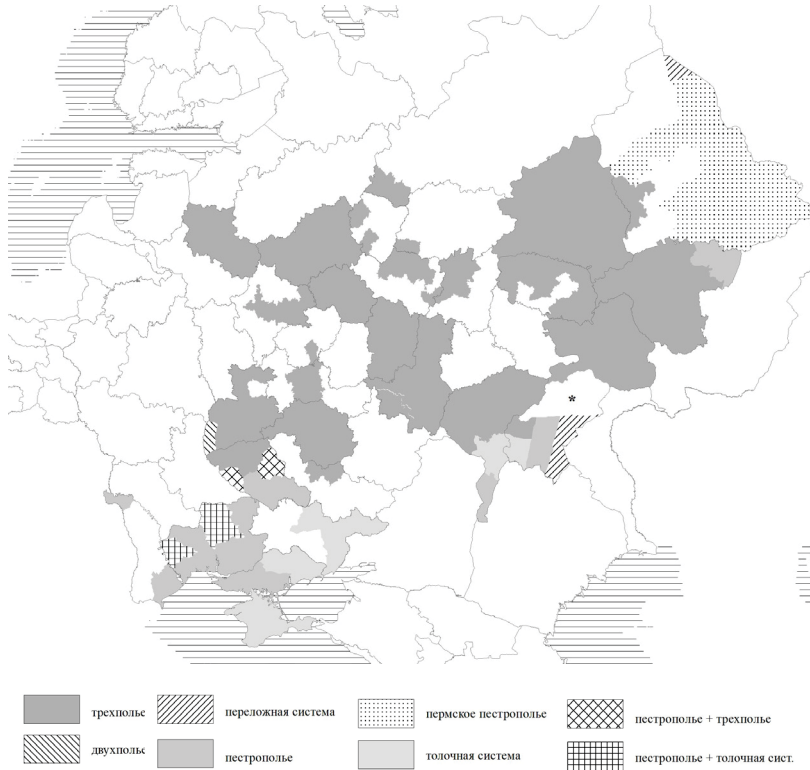 *
трехполье
переложная система
пермское пестрополье
пестрополье + трехполье
двухполье
пестрополье
толочная система
пестрополье + толочная сист.